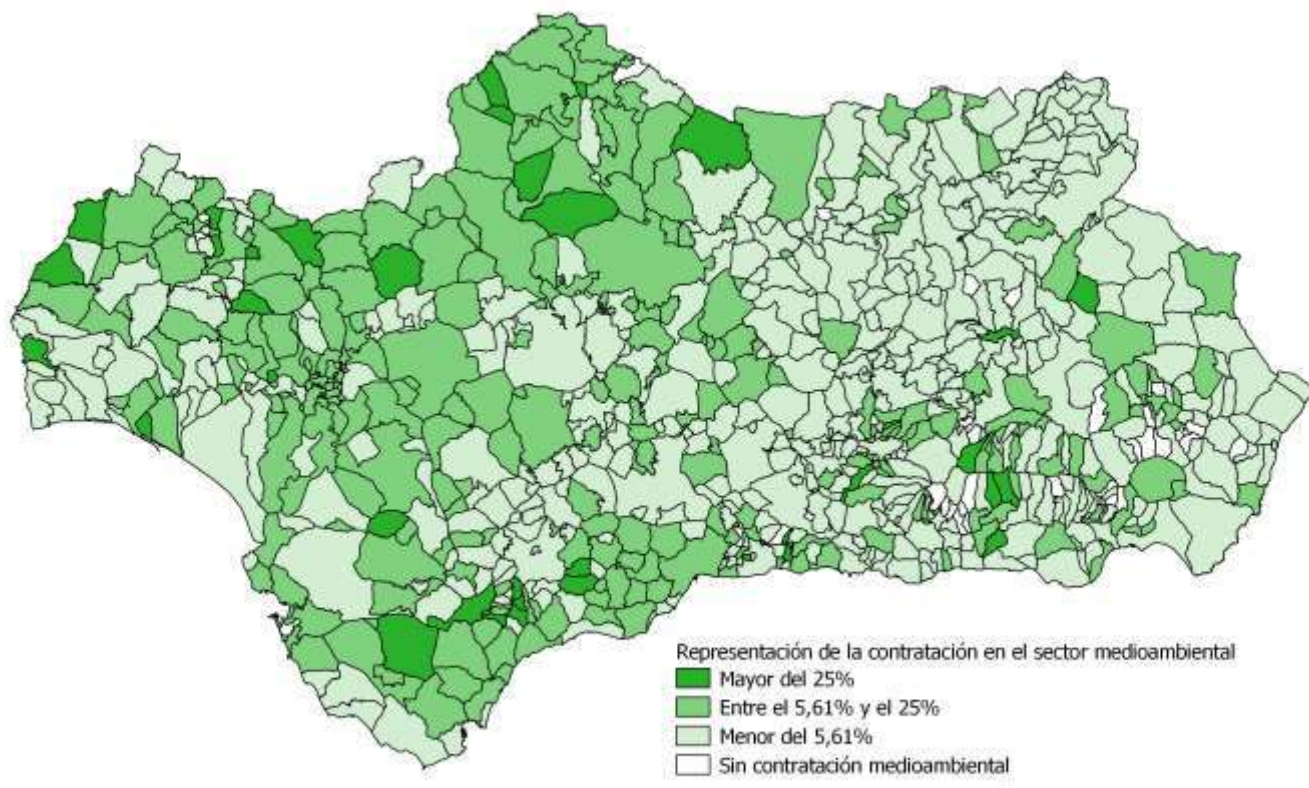 Representación de la contratación en el sector medioambiental
Mayor del 25%
Entre el 5,61% y el 25%
Menor del 5,61%
Sin contratación medioambiental